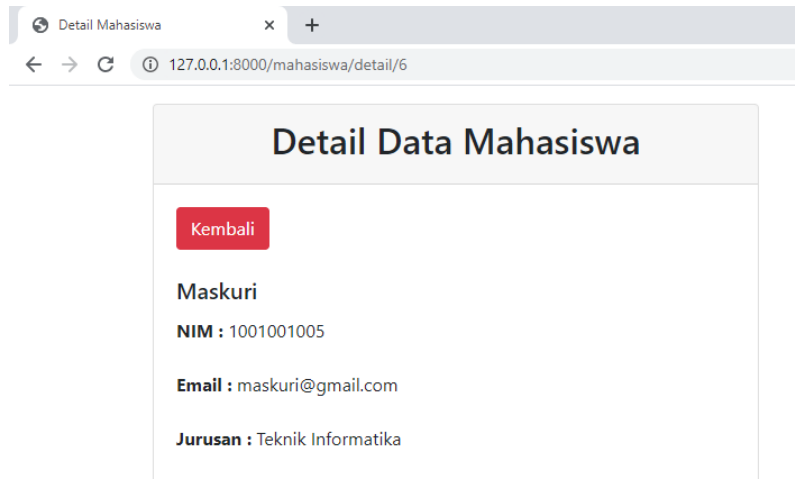 Detail Mahasiswa
127.0.0.1:8000/mahasiswa/detail/6
Detail Data Mahasiswa
Kembali
Maskuri
NIM : 1001001005
Email : maskuri@gmail.com
Jurusan : Teknik Informatika